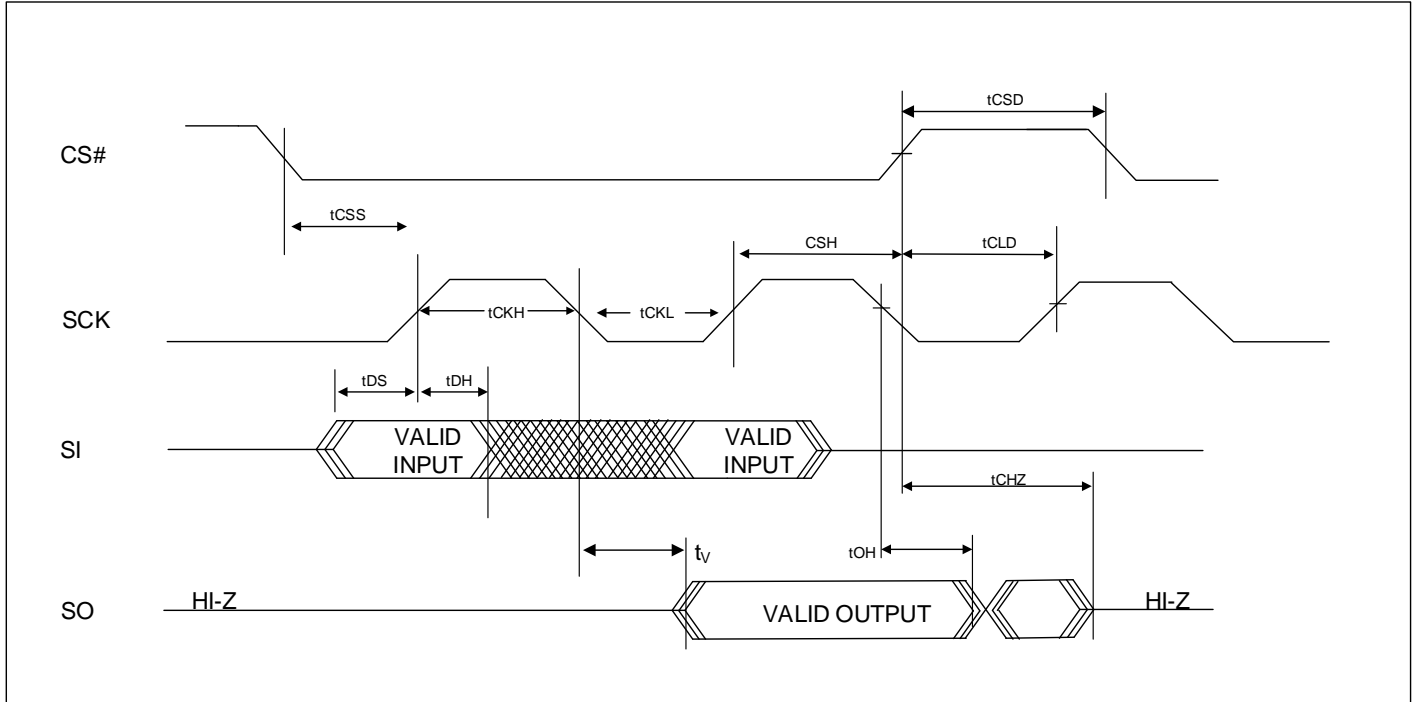 tCSD
CS#
tCSS
CSH
tCLD
SCK
tCKH
tCKL
tDS
tDH
SI
VALID
INPUT
VALID
INPUT
tCHZ
tV
tOH
SO
HI-Z
VALID OUTPUT
HI-Z